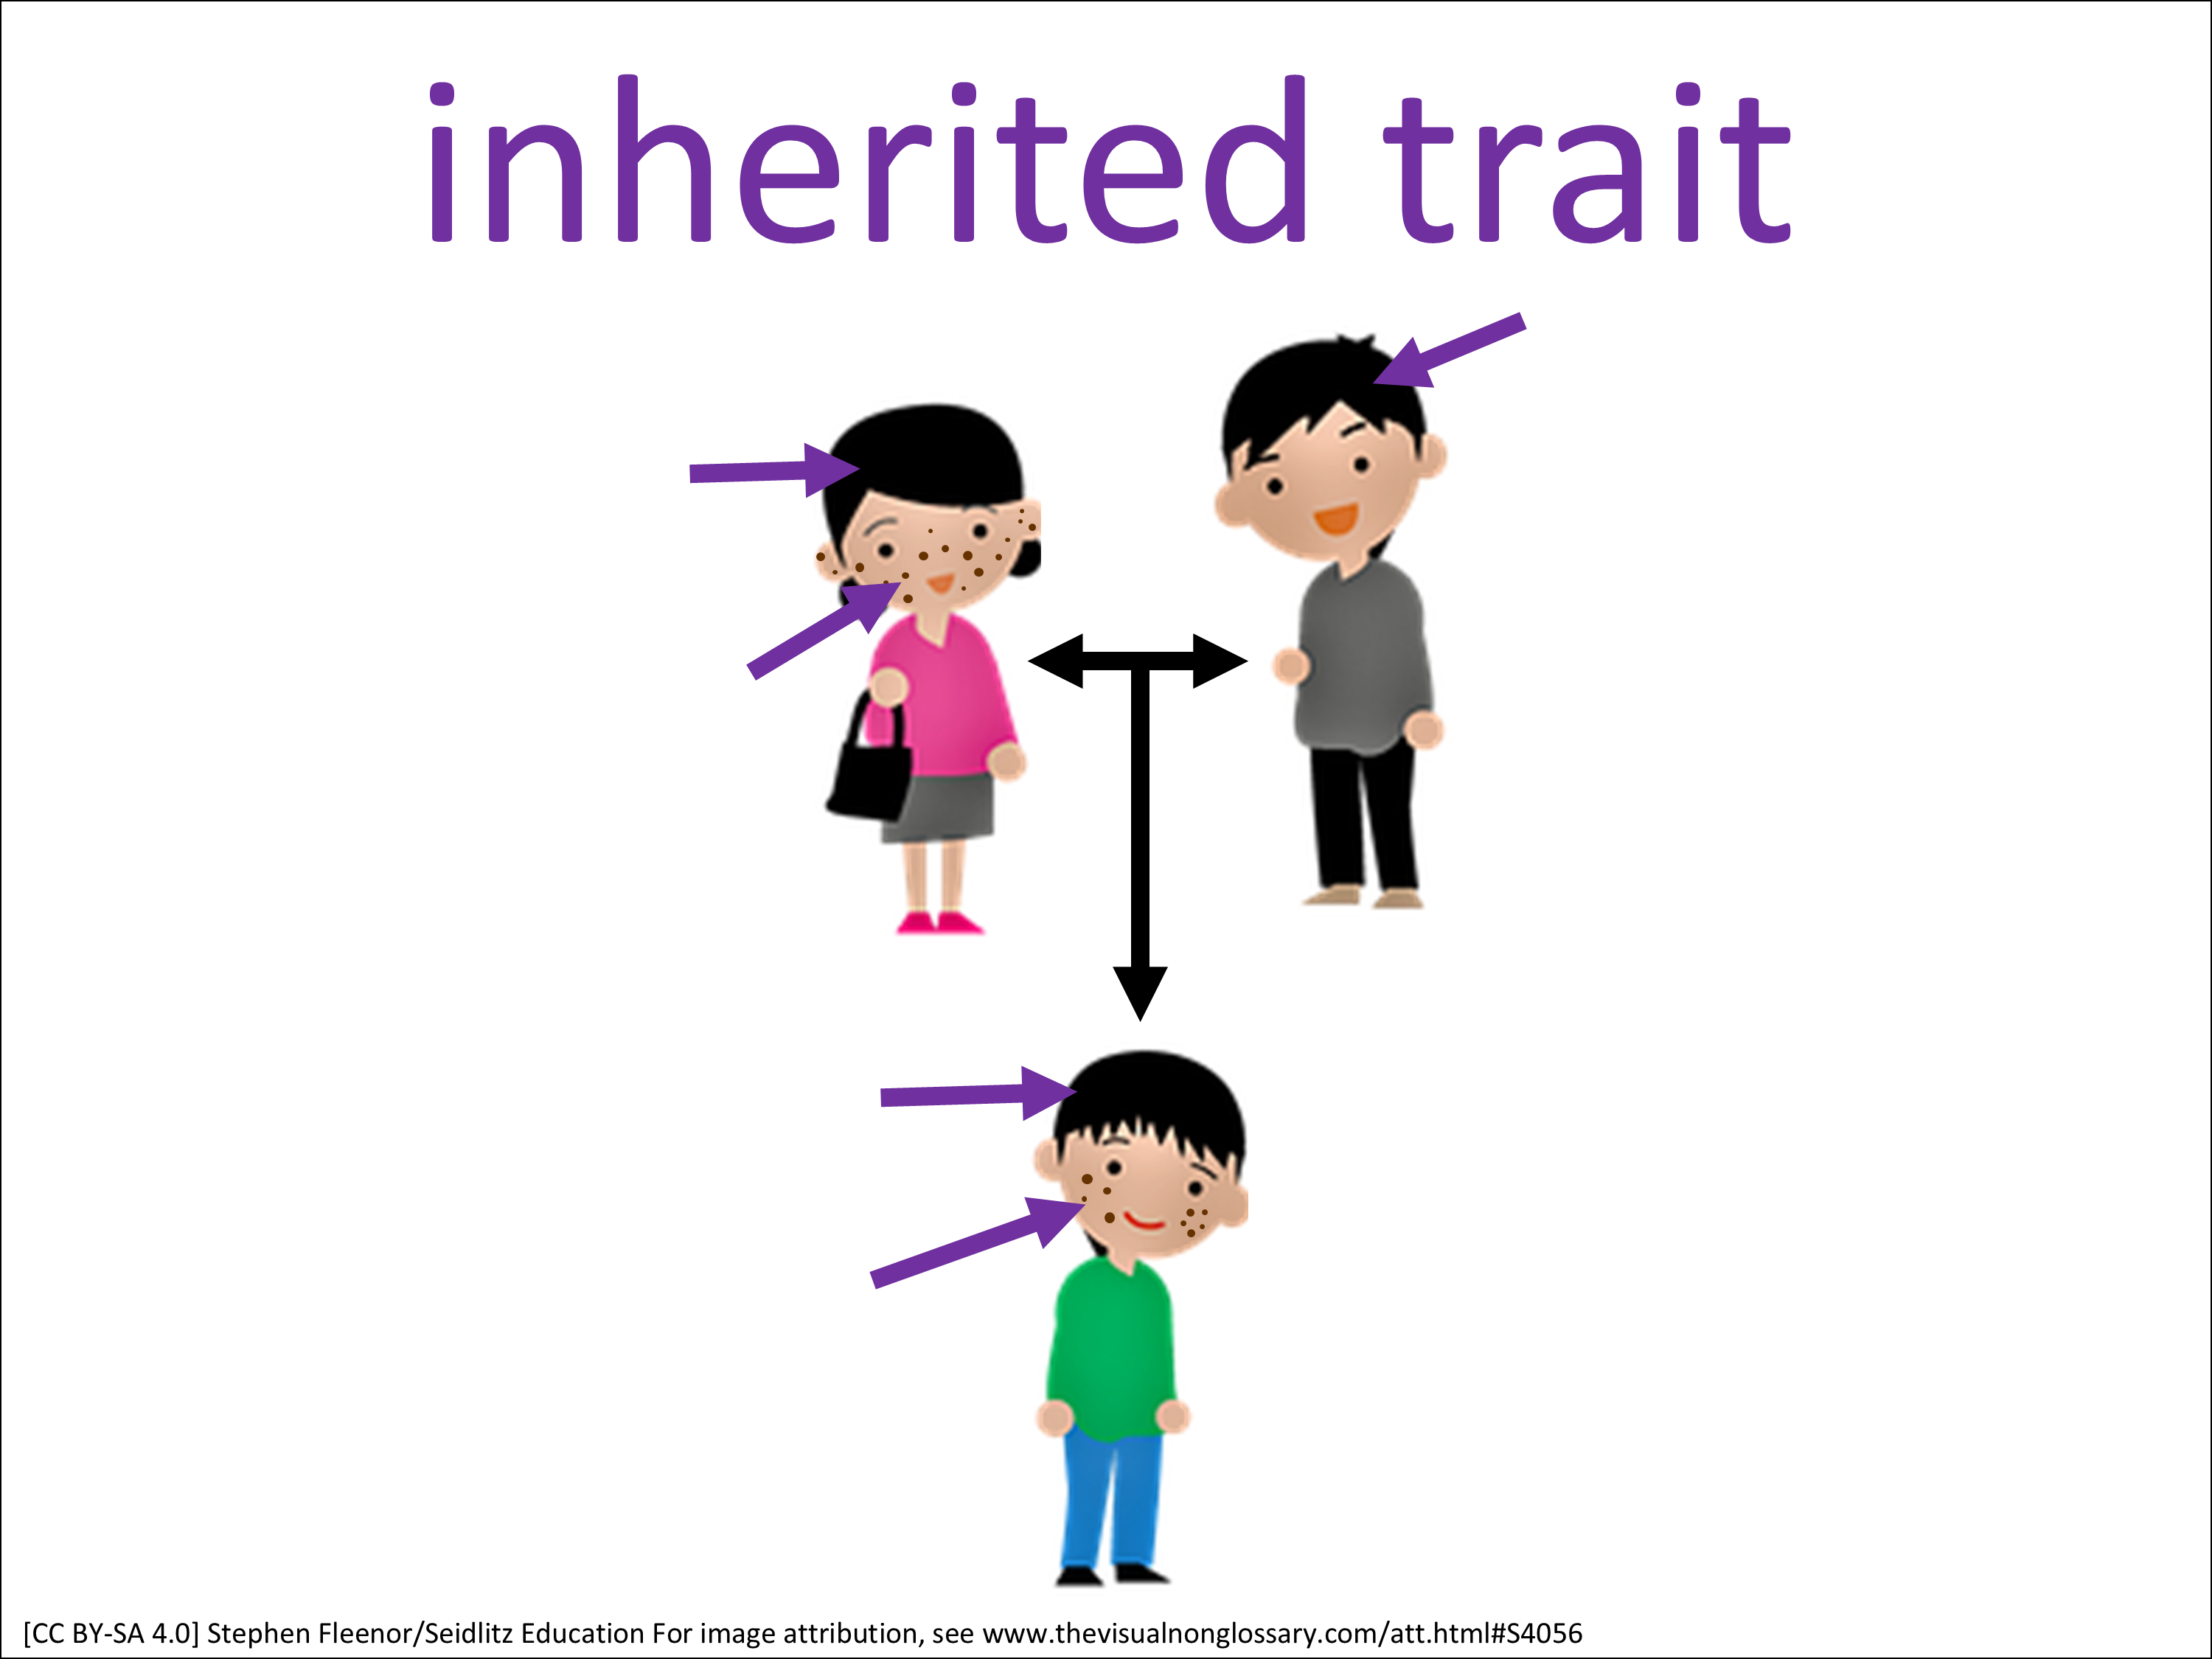 inherited trait
[CC BY-SA 4.0] Stephen Fleenor/Seidlitz Education For image attribution, see www.thevisualnonglossary.com/att.html#S4056